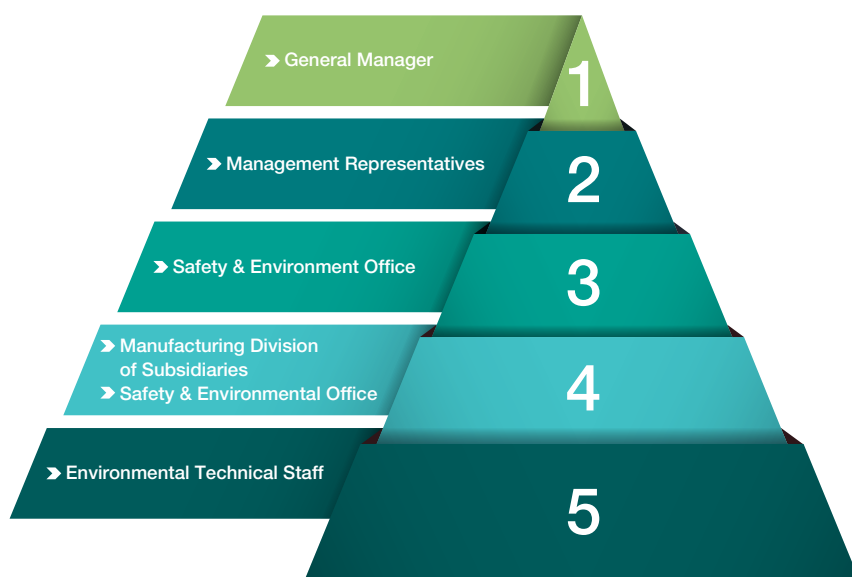 General Manager
1
Management Representatives
2
Safety & Environment Office
3
Manufacturing Division
of Subsidiaries
Safety & Environmental Office
4
Environmental Technical Staff
5